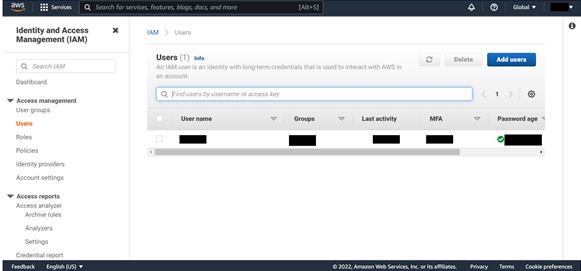 aws
Services
Search for services, features, blogs, docs, and more
[Alt+S]
Global
Identity and Access
Management (IAM)
Search IAM
Dashboard
Access management
User groups
Users
Roles
Policies
Identity providers
Account settings
Access reports
Access analyzer
Archive rules
Analyzers
Settings
Credential report
IAM > Users
Users (1) Info
An IAM user is an identity with long-term credentials that is used to interact with AWS in
an account.
Delete
Add users
Find users by username or access key
1
User name
Groups
Last activity
MFA
Password age
Feedback
English (US)
© 2022, Amazon Web Services, Inc. or its affiliates.
Privacy
Terms
Cookie preferences